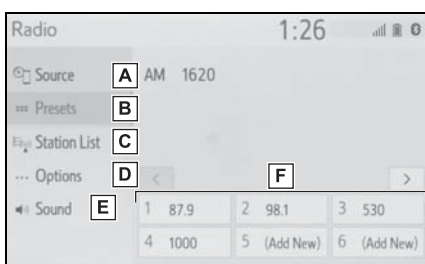 Radio 1:26
Source A AM 1620
Presets B
Station List C
Options D F
Sound E
1 87.9 2 98.1 3 530
4 1000 5 (Add New) 6 (Add New)